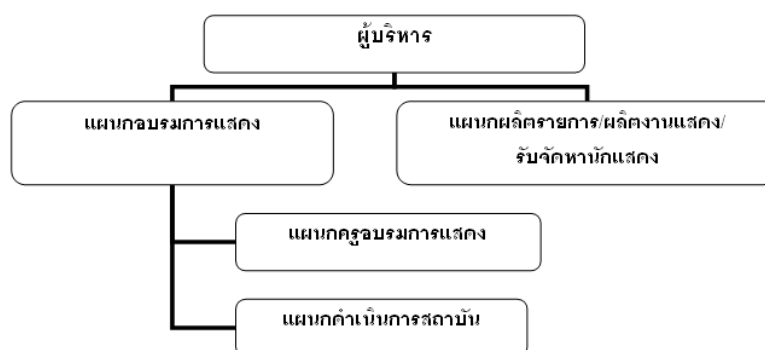 ผู้บริหาร
แผนกอบรมการแสดง
แผนกผลิตรายการ/ผลิตงานแสดง/
รับจัดหานักแสดง
แผนกครูอบรมการแสดง
แผนกดำเนินการสถาบัน